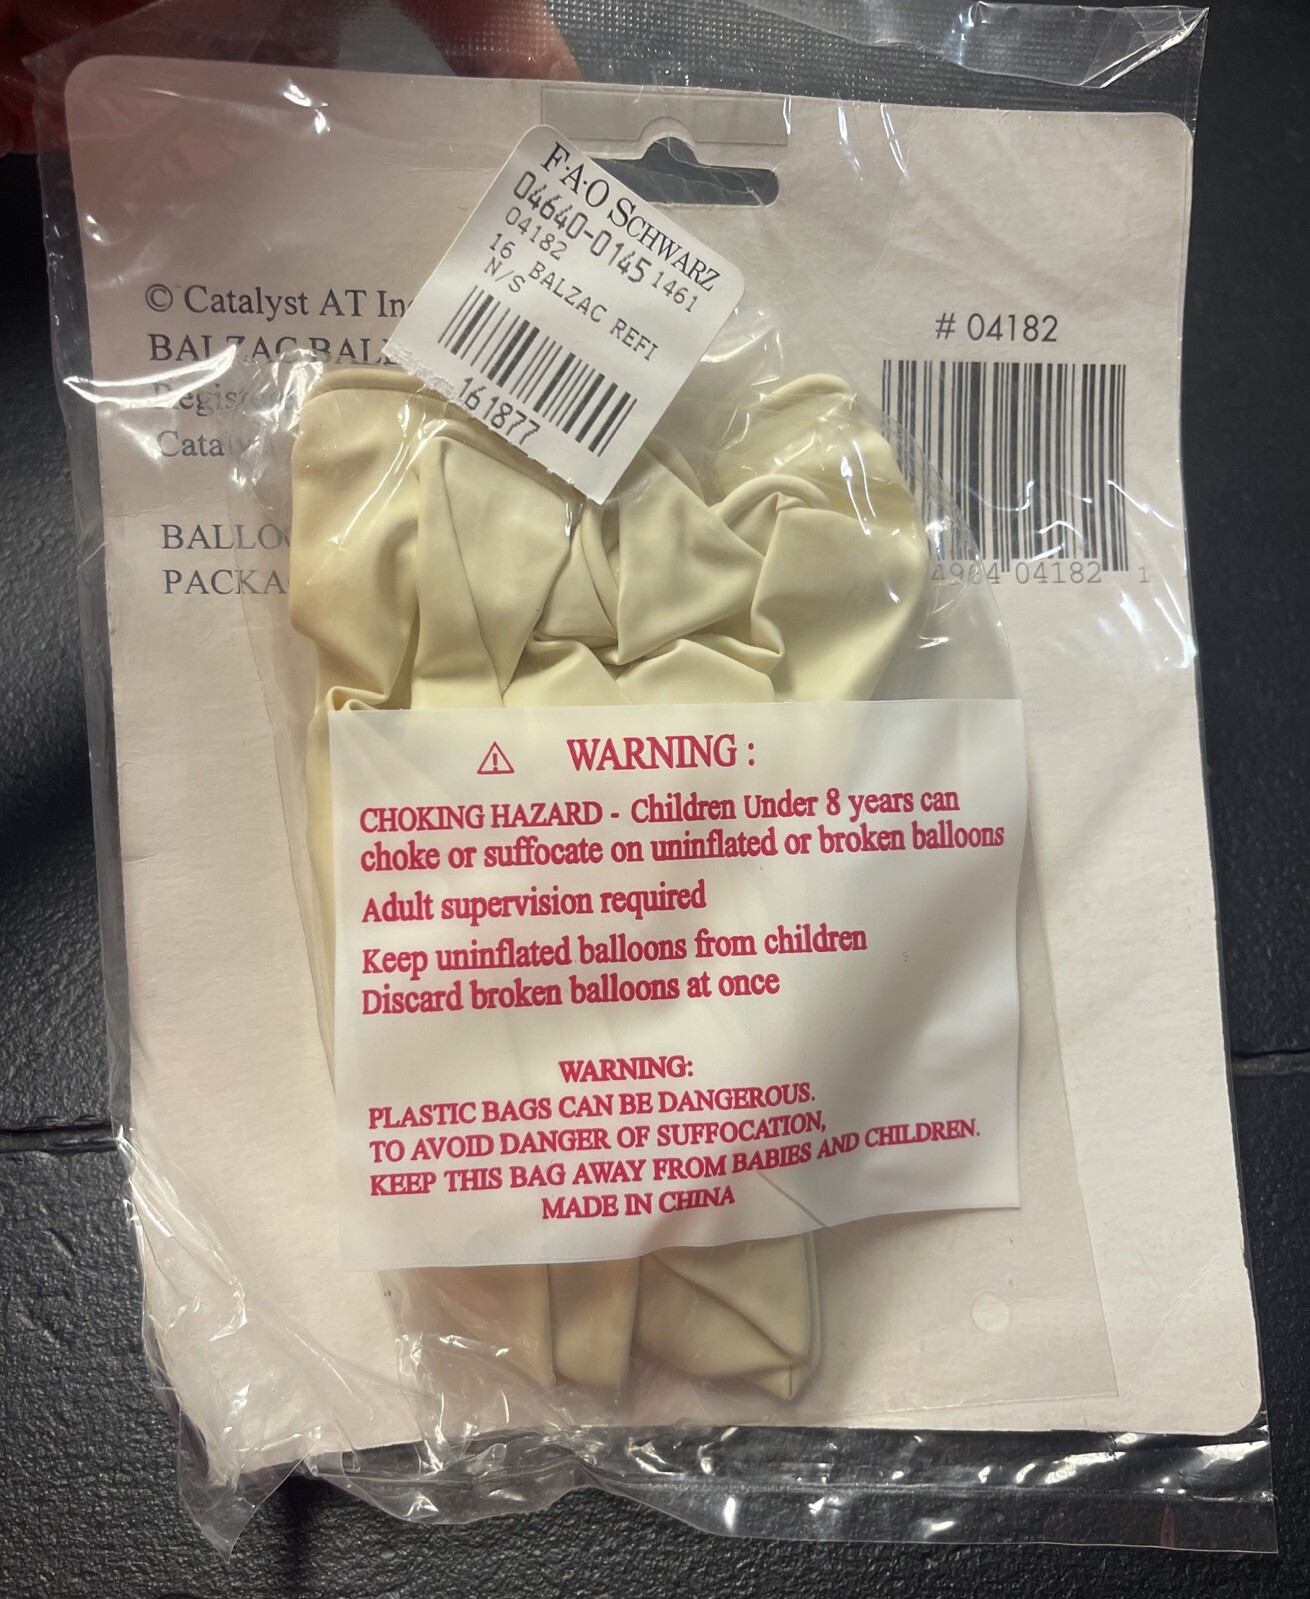 F·A·O SCHWARZ
04640-0145 1461
04182
16 BALZAC REFI
N/S
161877
© Catalyst AT
BALZAC
# 04182
04182 1
WARNING :
CHOKING HAZARD - Children Under 8 years can
choke or suffocate on uninflated or broken balloons
Adult supervision required
Keep uninflated balloons from children
Discard broken balloons at once
WARNING:
PLASTIC BAGS CAN BE DANGEROUS.
TO AVOID DANGER OF SUFFOCATION,
KEEP THIS BAG AWAY FROM BABIES AND CHILDREN.
MADE IN CHINA